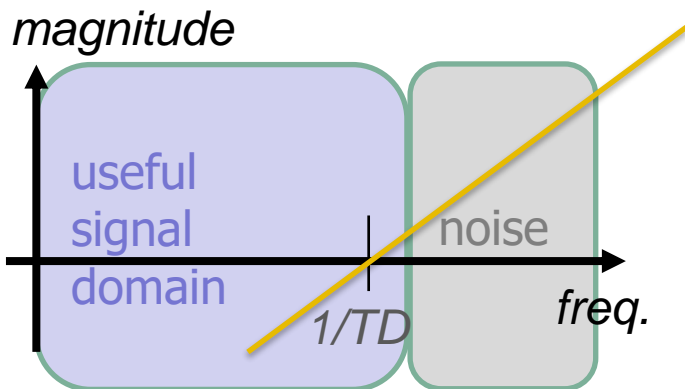 magnitude
useful
signal
domain
noise
1/TD
freq.